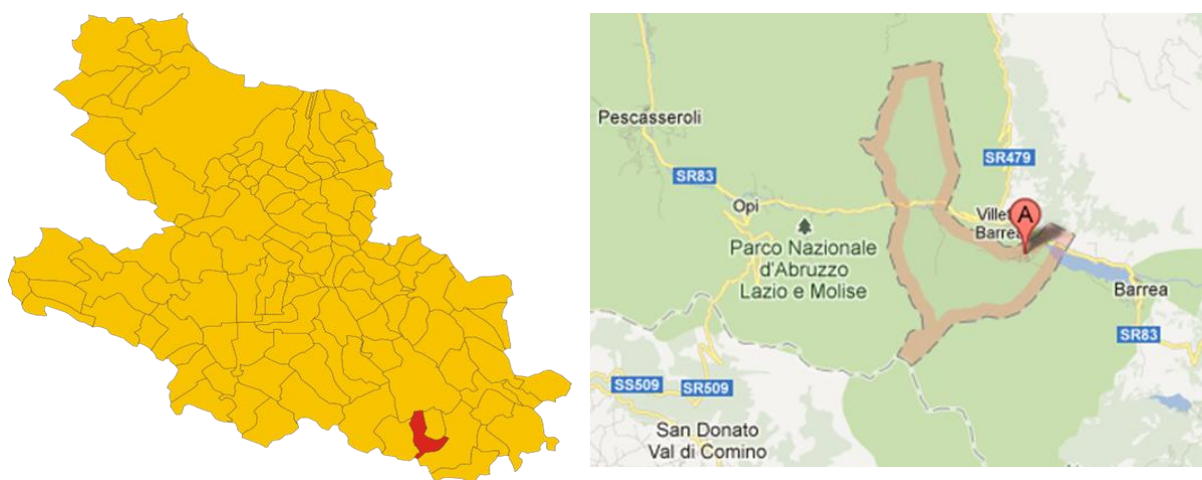 Pescasseroli
SR479
SR83
Opi
A
Barrea
Parco Nazionale
d'Abruzzo
Lazio e Molise
Barrea
SR83
SS509
SR509
San Donato
Val di Comino